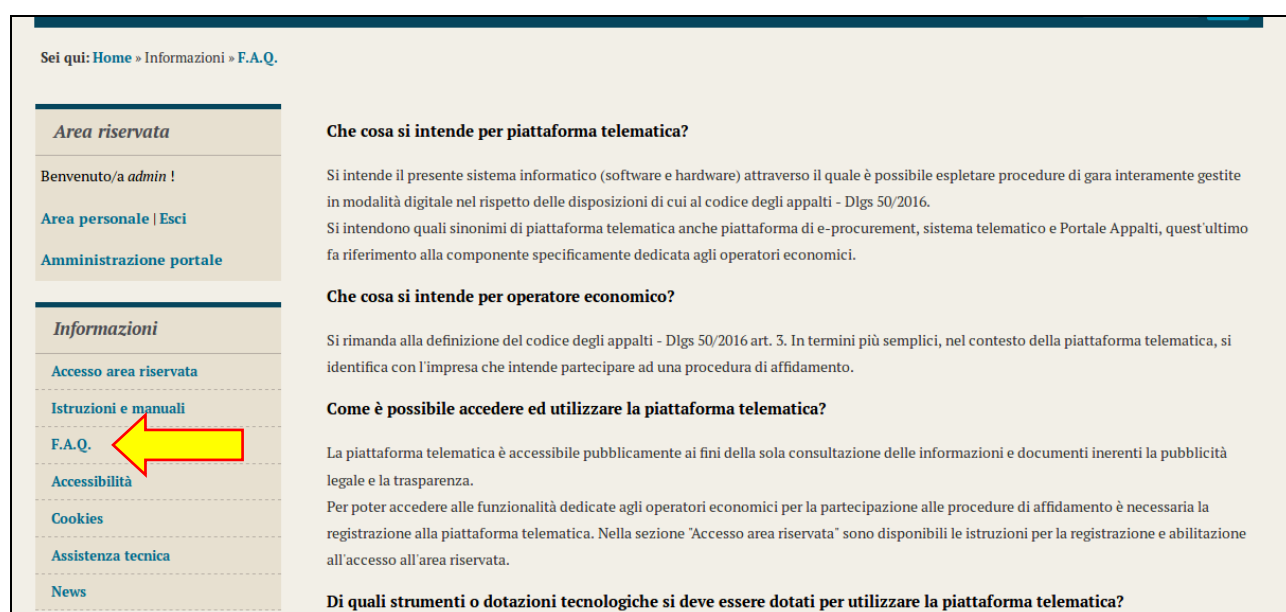 Sei qui: Home » Informazioni » F.A.Q.
Area riservata
Benvenuto/a admin !
Area personale | Esci
Amministrazione portale
Informazioni
Accesso area riservata
Istruzioni e manuali
F.A.Q.
Accessibilità
Cookies
Assistenza tecnica
News
Che cosa si intende per piattaforma telematica?
Si intende il presente sistema informatico (software e hardware) attraverso il quale è possibile espletare procedure di gara interamente gestite
in modalità digitale nel rispetto delle disposizioni di cui al codice degli appalti - Dlgs 50/2016.
Si intendono quali sinonimi di piattaforma telematica anche piattaforma di e-procurement, sistema telematico e Portale Appalti, quest'ultimo
fa riferimento alla componente specificamente dedicata agli operatori economici.
Che cosa si intende per operatore economico?
Si rimanda alla definizione del codice degli appalti - Dlgs 50/2016 art. 3. In termini più semplici, nel contesto della piattaforma telematica, si
identifica con l'impresa che intende partecipare ad una procedura di affidamento.
Come è possibile accedere ed utilizzare la piattaforma telematica?
La piattaforma telematica è accessibile pubblicamente ai fini della sola consultazione delle informazioni e documenti inerenti la pubblicità
legale e la trasparenza.
Per poter accedere alle funzionalità dedicate agli operatori economici per la partecipazione alle procedure di affidamento è necessaria la
registrazione alla piattaforma telematica. Nella sezione "Accesso area riservata" sono disponibili le istruzioni per la registrazione e abilitazione
all'accesso all'area riservata.
Di quali strumenti o dotazioni tecnologiche si deve essere dotati per utilizzare la piattaforma telematica?